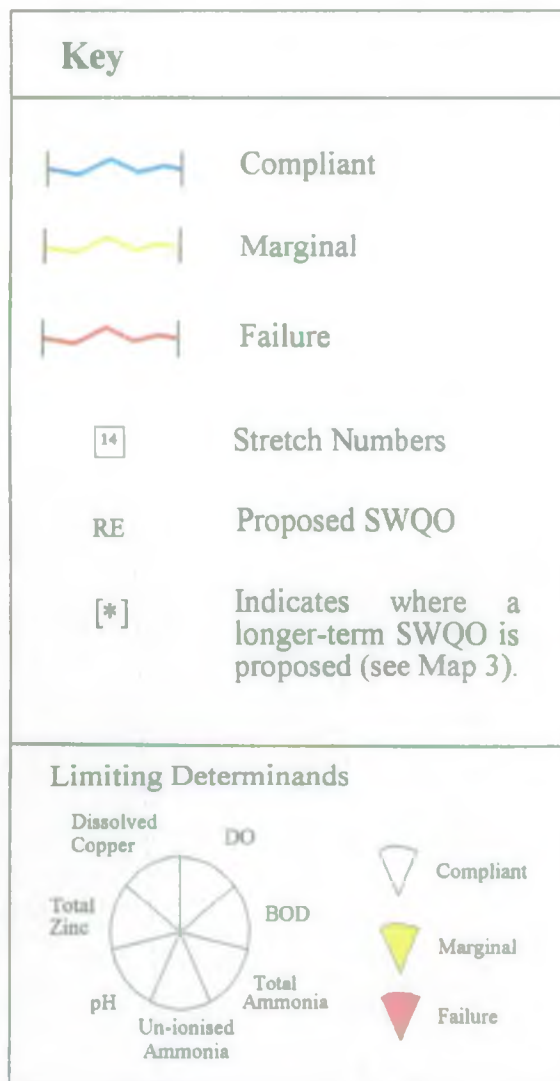 Key
Compliant
Marginal
Failure
14
Stretch Numbers
RE
Proposed SWQO
[*]
Indicates where a
longer-term SWQO is
proposed (see Map 3).
Limiting Determinands
Dissolved
Copper
DO
BOD
Total
Ammonia
Un-ionised
Ammonia
pH
Total
Zinc
Compliant
Marginal
Failure